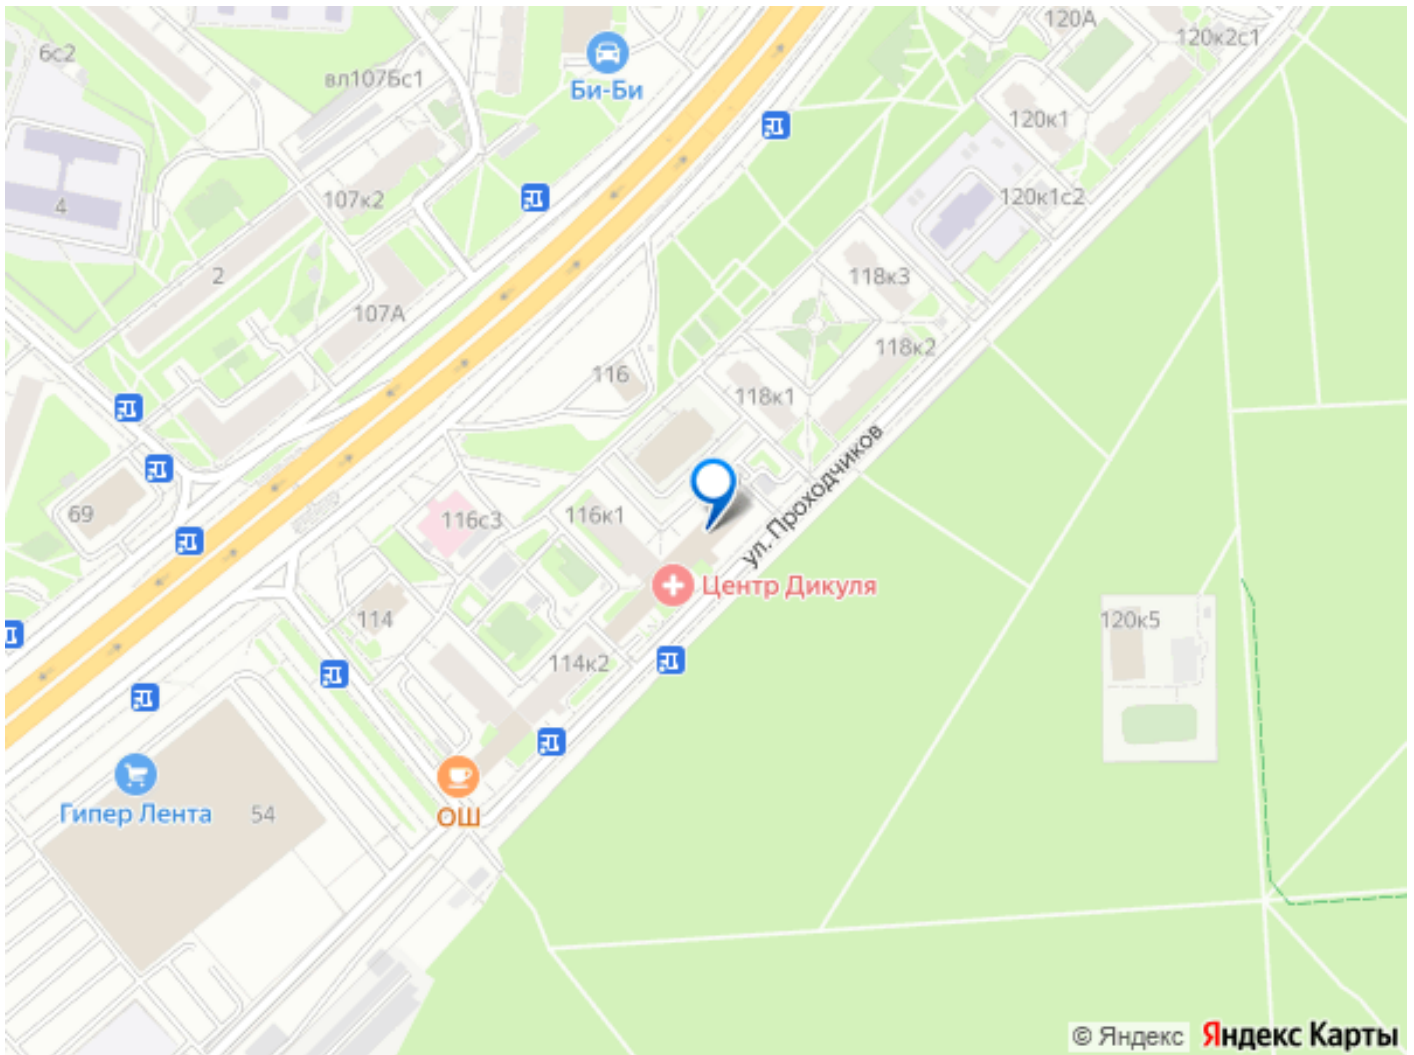 120А
6с2
120к2с1
вл107Бс1
Би-Би
120к1
107к2
4
120к1с2
2
118к3
107А
118к2
116
118к1
ул. Проходчиков
69
116с3
116к1
Центр Дикуля
114
120к5
114к2
Гипер Лента
54
ОШ
© Яндекс Яндекс Карты